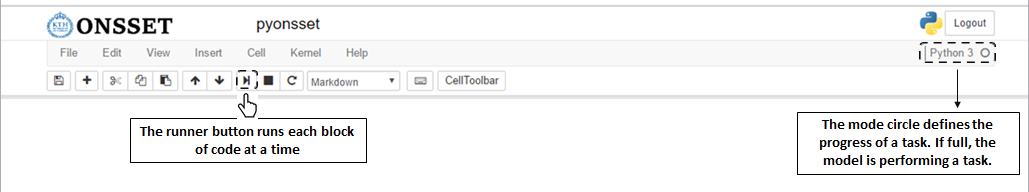 KTH ONSSET pyonsset Logout
File Edit View Insert Cell Kernel Help Python 3
Markdown CellToolbar
The runner button runs each block
of code at a time
The mode circle defines the
progress of a task. If full, the
model is performing a task.